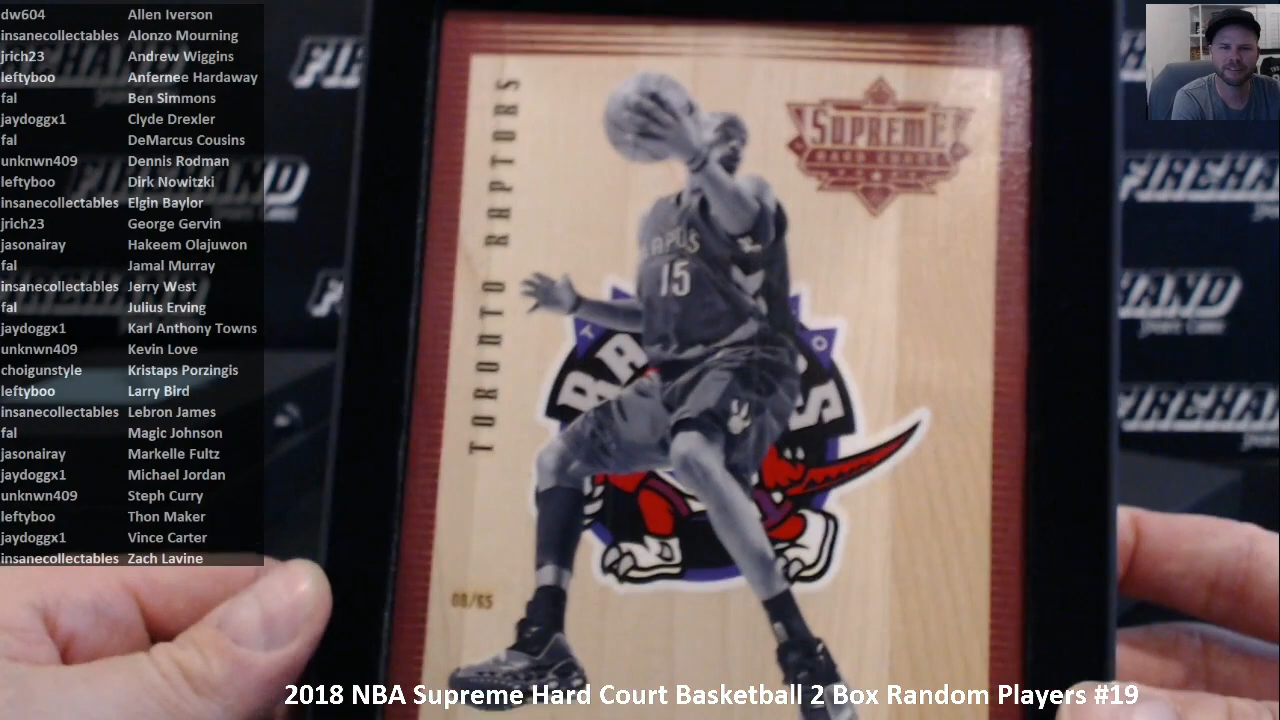 dw604 Allen Iverson
insanecollectables Alonzo Mourning
jrich23 Andrew Wiggins
leftyboo Anfernee Hardaway
fal Ben Simmons
jaydoggx1 Clyde Drexler
fal DeMarcus Cousins
unknwn409 Dennis Rodman
leftyboo Dirk Nowitzki
insanecollectables Elgin Baylor
jrich23 George Gervin
jasonairay Hakeem Olajuwon
fal Jamal Murray
insanecollectables Jerry West
fal Julius Erving
jaydoggx1 Karl Anthony Towns
unknwn409 Kevin Love
choigunstyle Kristaps Porzingis
leftyboo Larry Bird
insanecollectables Lebron James
fal Magic Johnson
jasonairay Markelle Fultz
jaydoggx1 Michael Jordan
unknwn409 Steph Curry
leftyboo Thon Maker
jaydoggx1 Vince Carter
insanecollectables Zach Lavine
TORONTO RAPTORS
SUPREME
HARD COURT
15
08/65
FIREHAND
2018 NBA Supreme Hard Court Basketball 2 Box Random Players #19